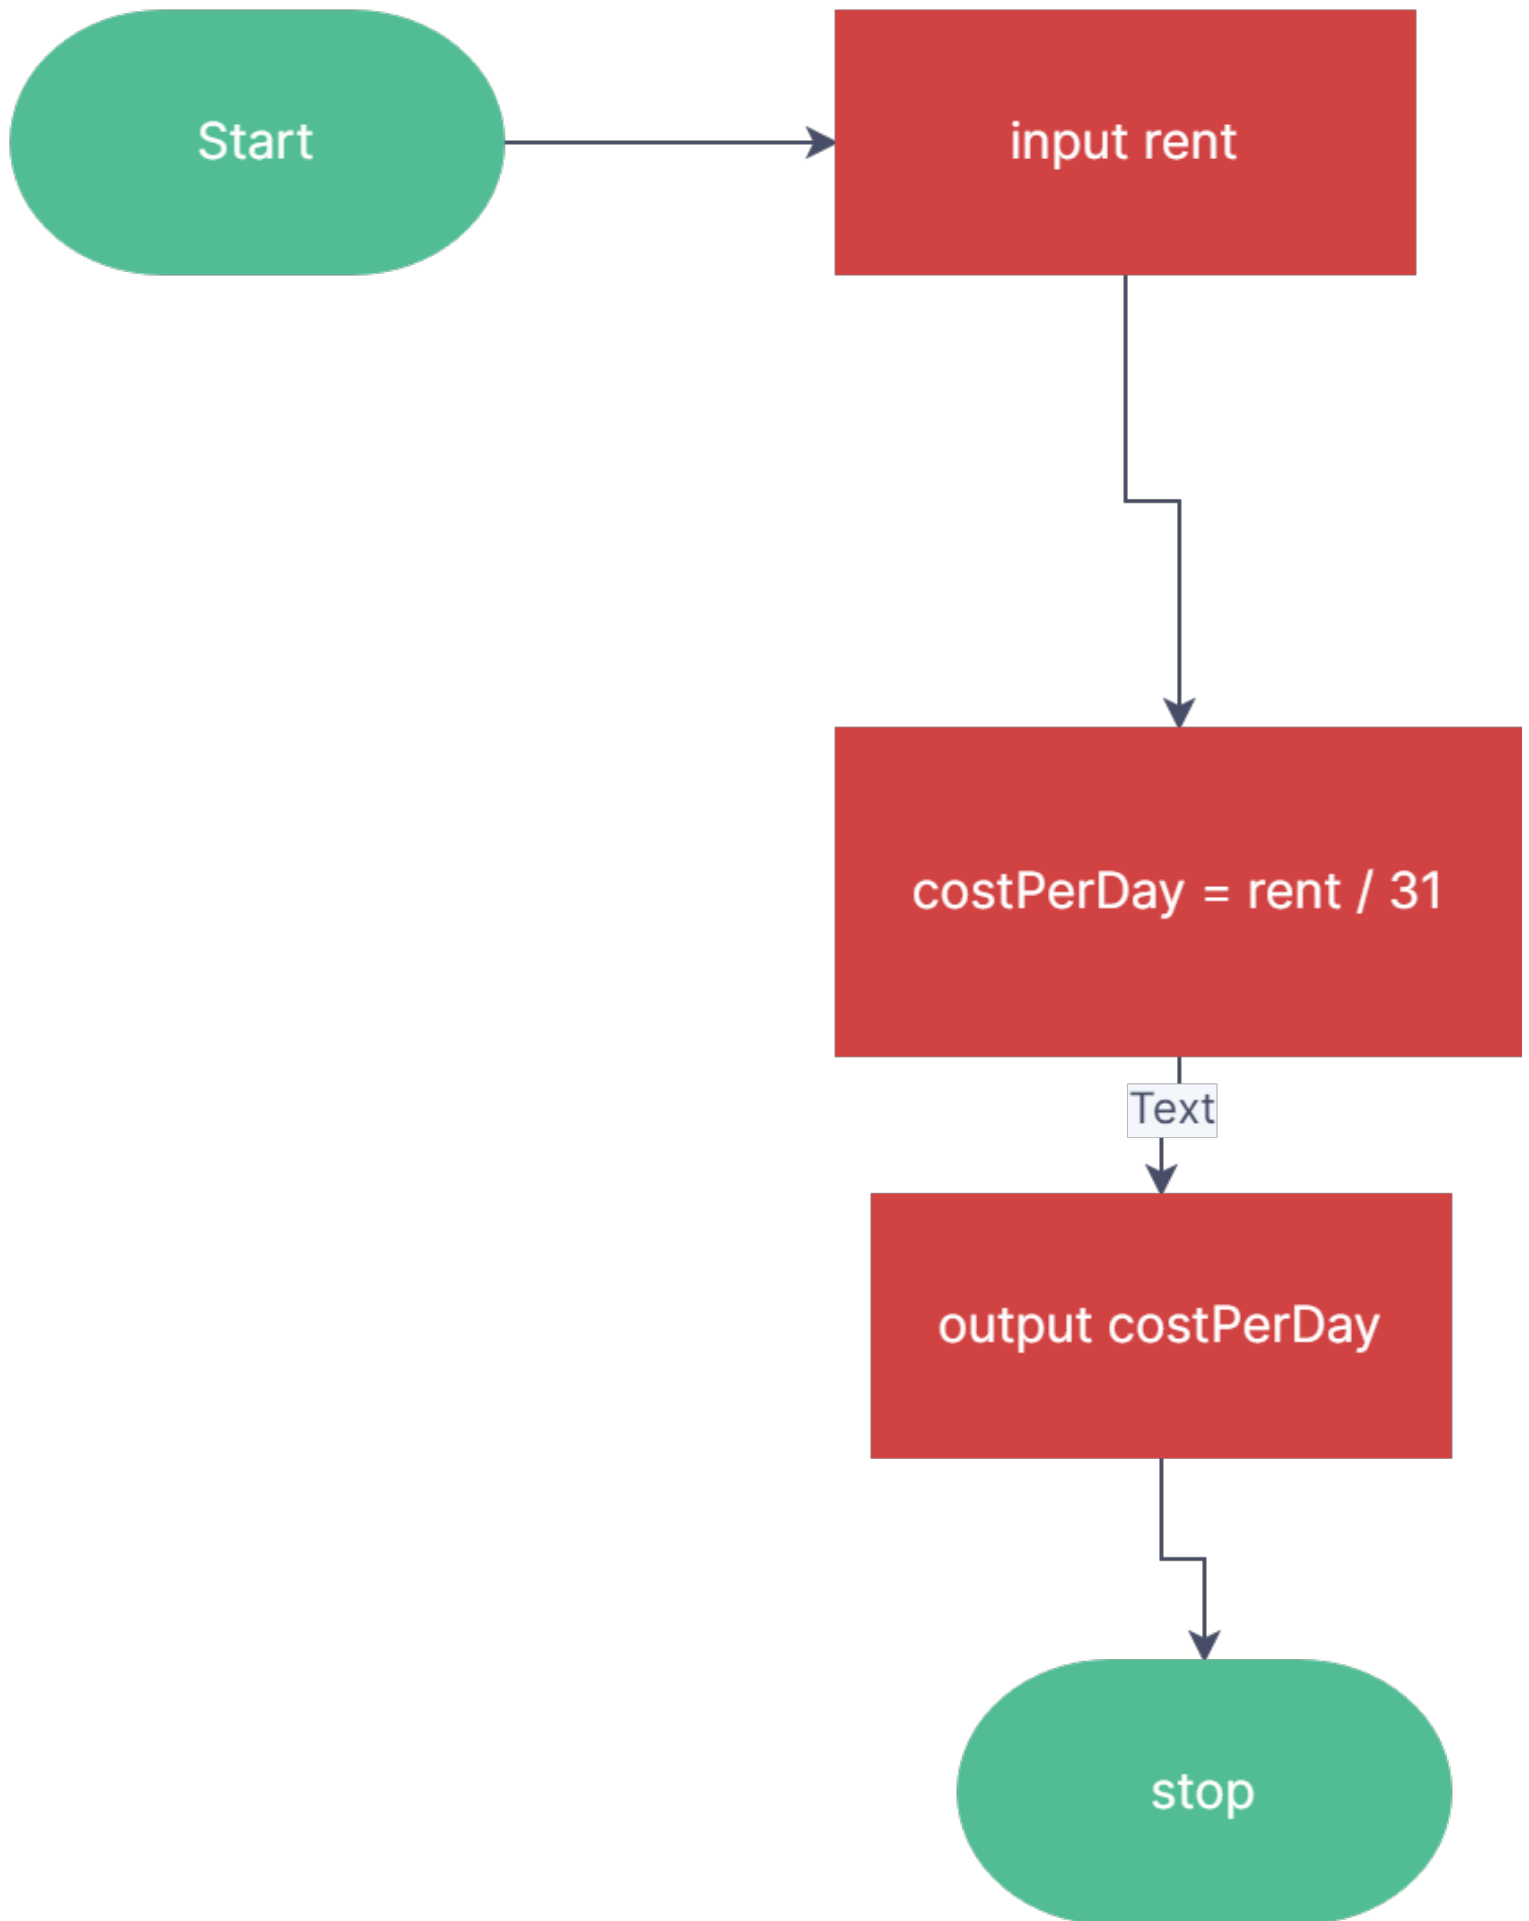 Start
input rent
costPerDay = rent / 31
Text
output costPerDay
stop